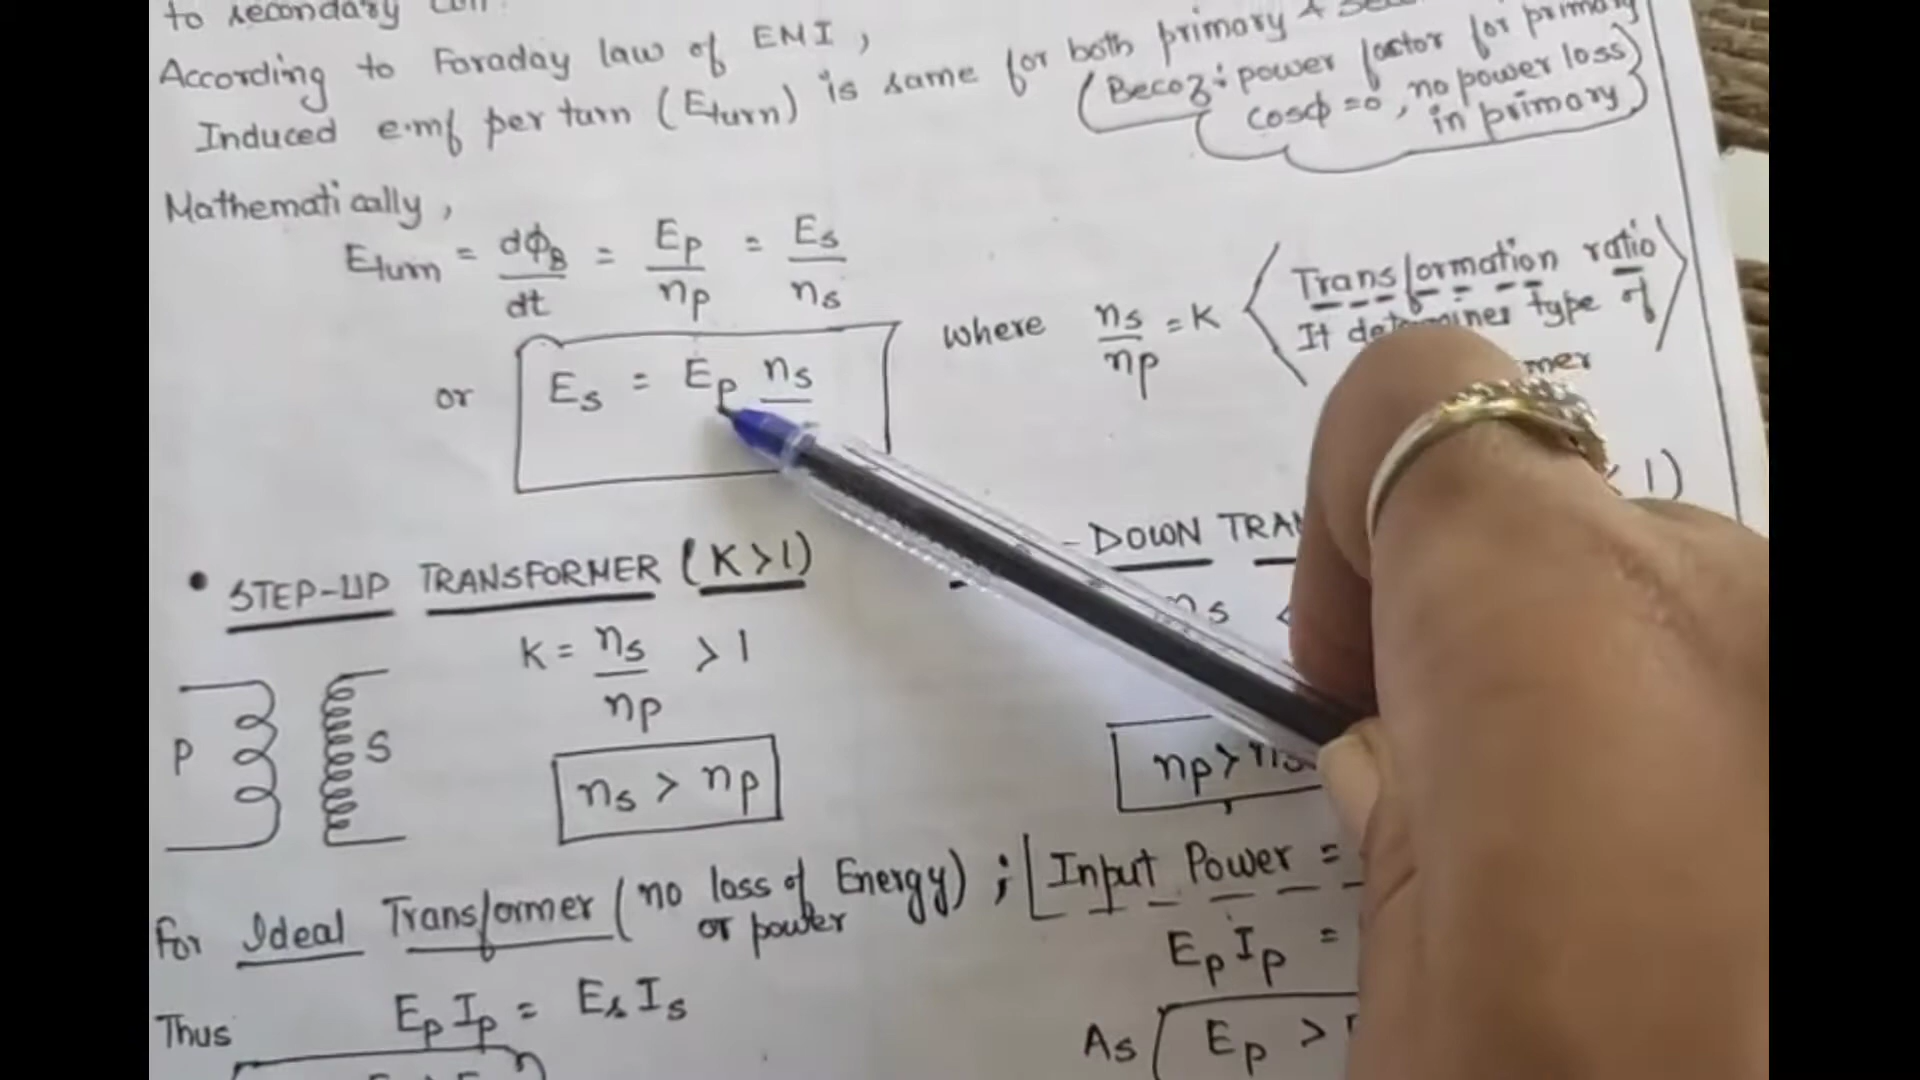 to secondary
According to Faraday law of EMI,
Induced e.mf per turn (Eturn) is same for both primary &
(Becoz: power factor for primary
cosϕ =0, no power loss
in primary)
Mathematically,
Eturn = dϕB/dt = Ep/np = Es/ns
or Es = Ep ns
where ns/np = K
Transformation ratio
It determines type of
• STEP-UP TRANSFORMER (K>1)
K = ns/np > 1
P S
ns > np
1)
-DOWN
ns
np > ns
For Ideal Transformer (no loss of Energy) ; [Input Power =
or power
Ep Ip =
Thus Ep Ip = Es Is
As Ep >